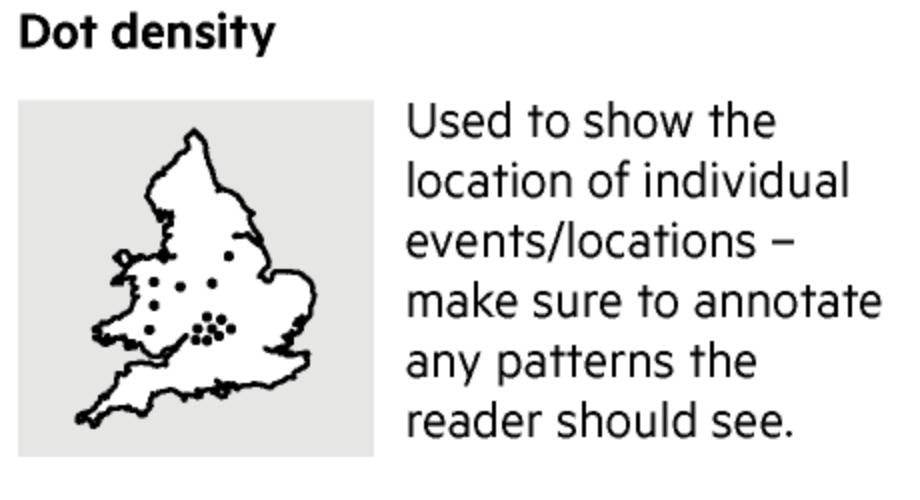 Dot density
Used to show the
location of individual
events/locations –
make sure to annotate
any patterns the
reader should see.